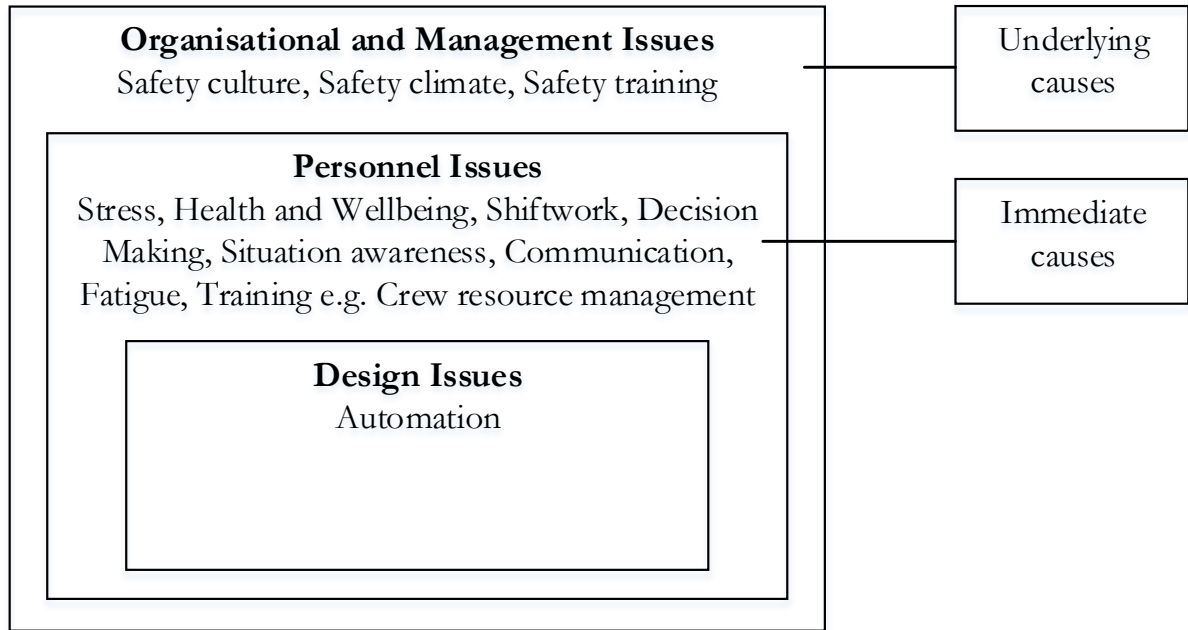 Organisational and Management Issues
Safety culture, Safety climate, Safety training
Underlying
causes
Personnel Issues
Stress, Health and Wellbeing, Shiftwork, Decision
Making, Situation awareness, Communication,
Fatigue, Training e.g. Crew resource management
Immediate
causes
Design Issues
Automation